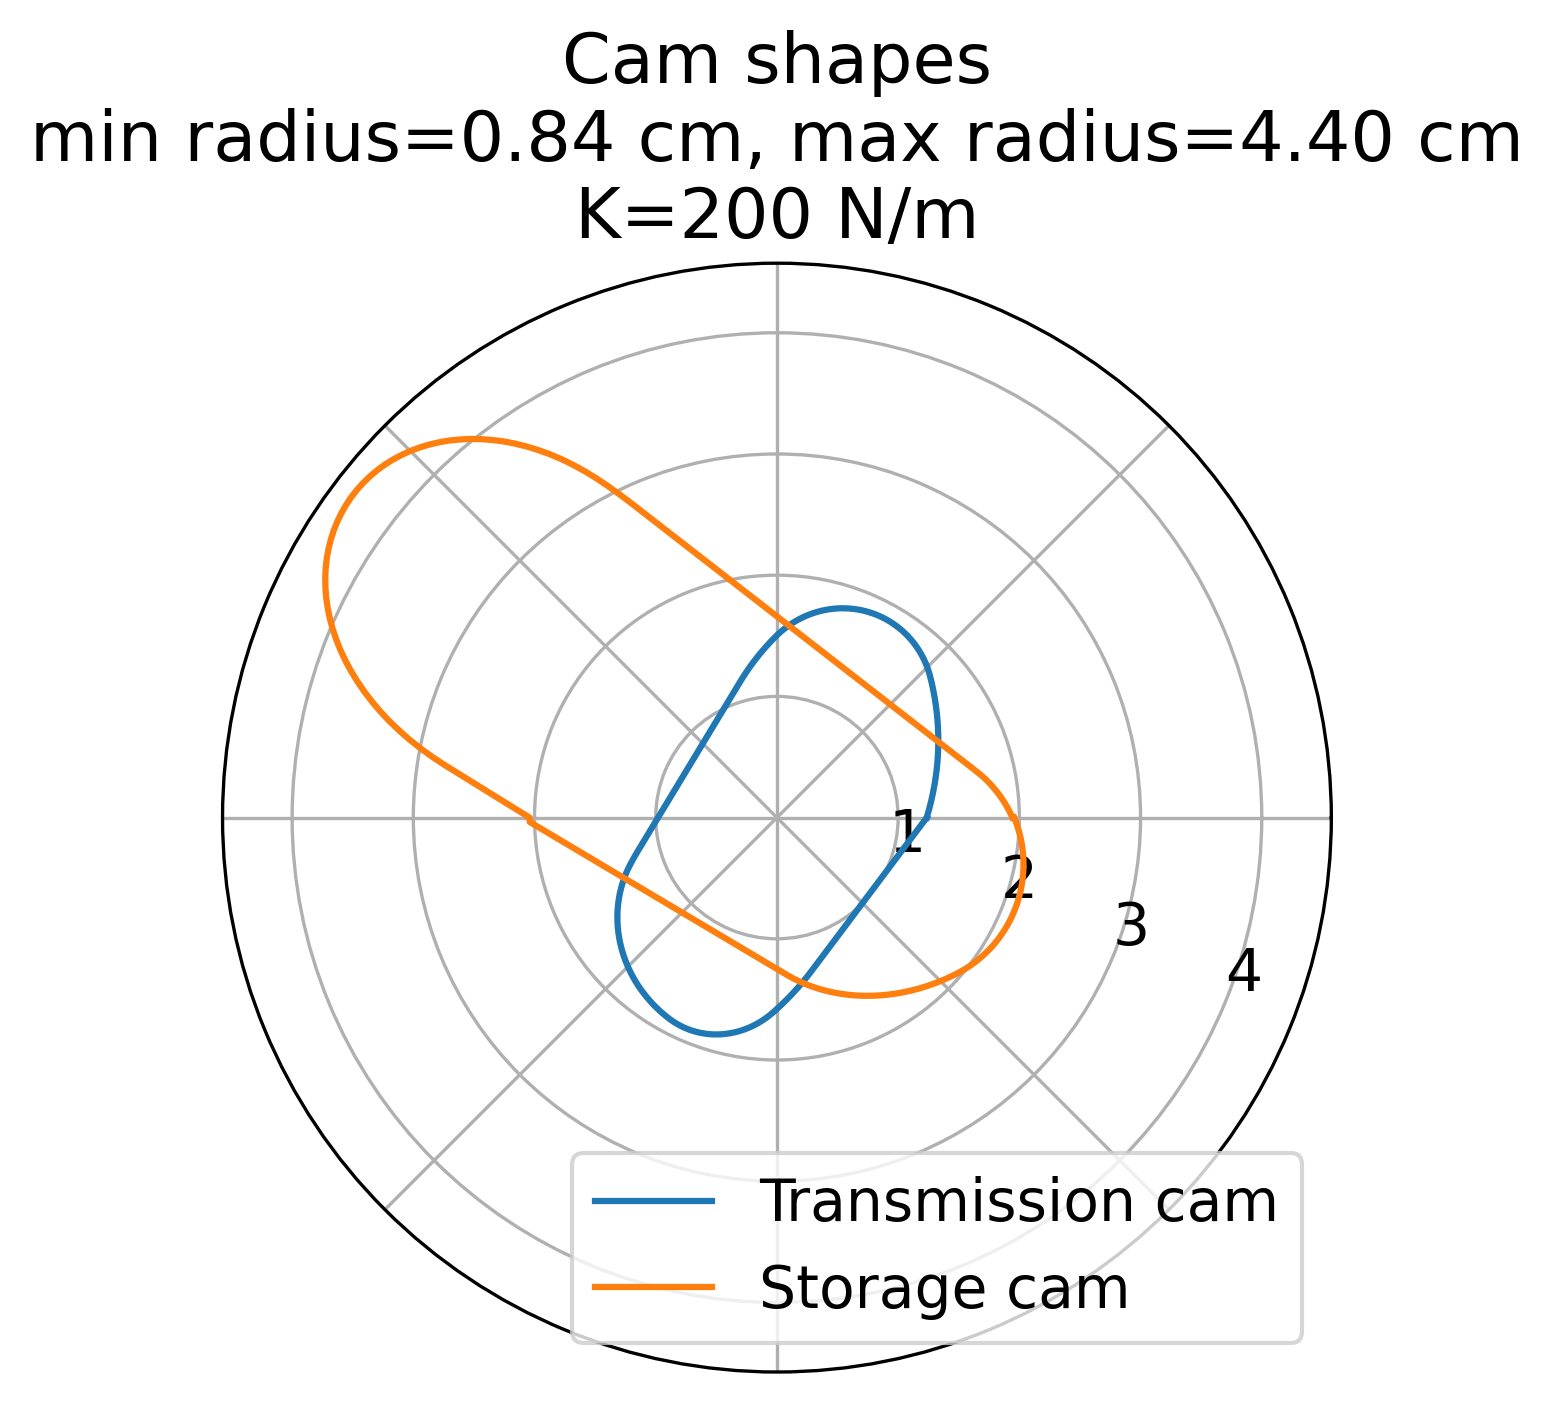 Cam shapes
min radius=0.84 cm, max radius=4.40 cm
K=200 N/m
1
2
3
4
Transmission cam
Storage cam